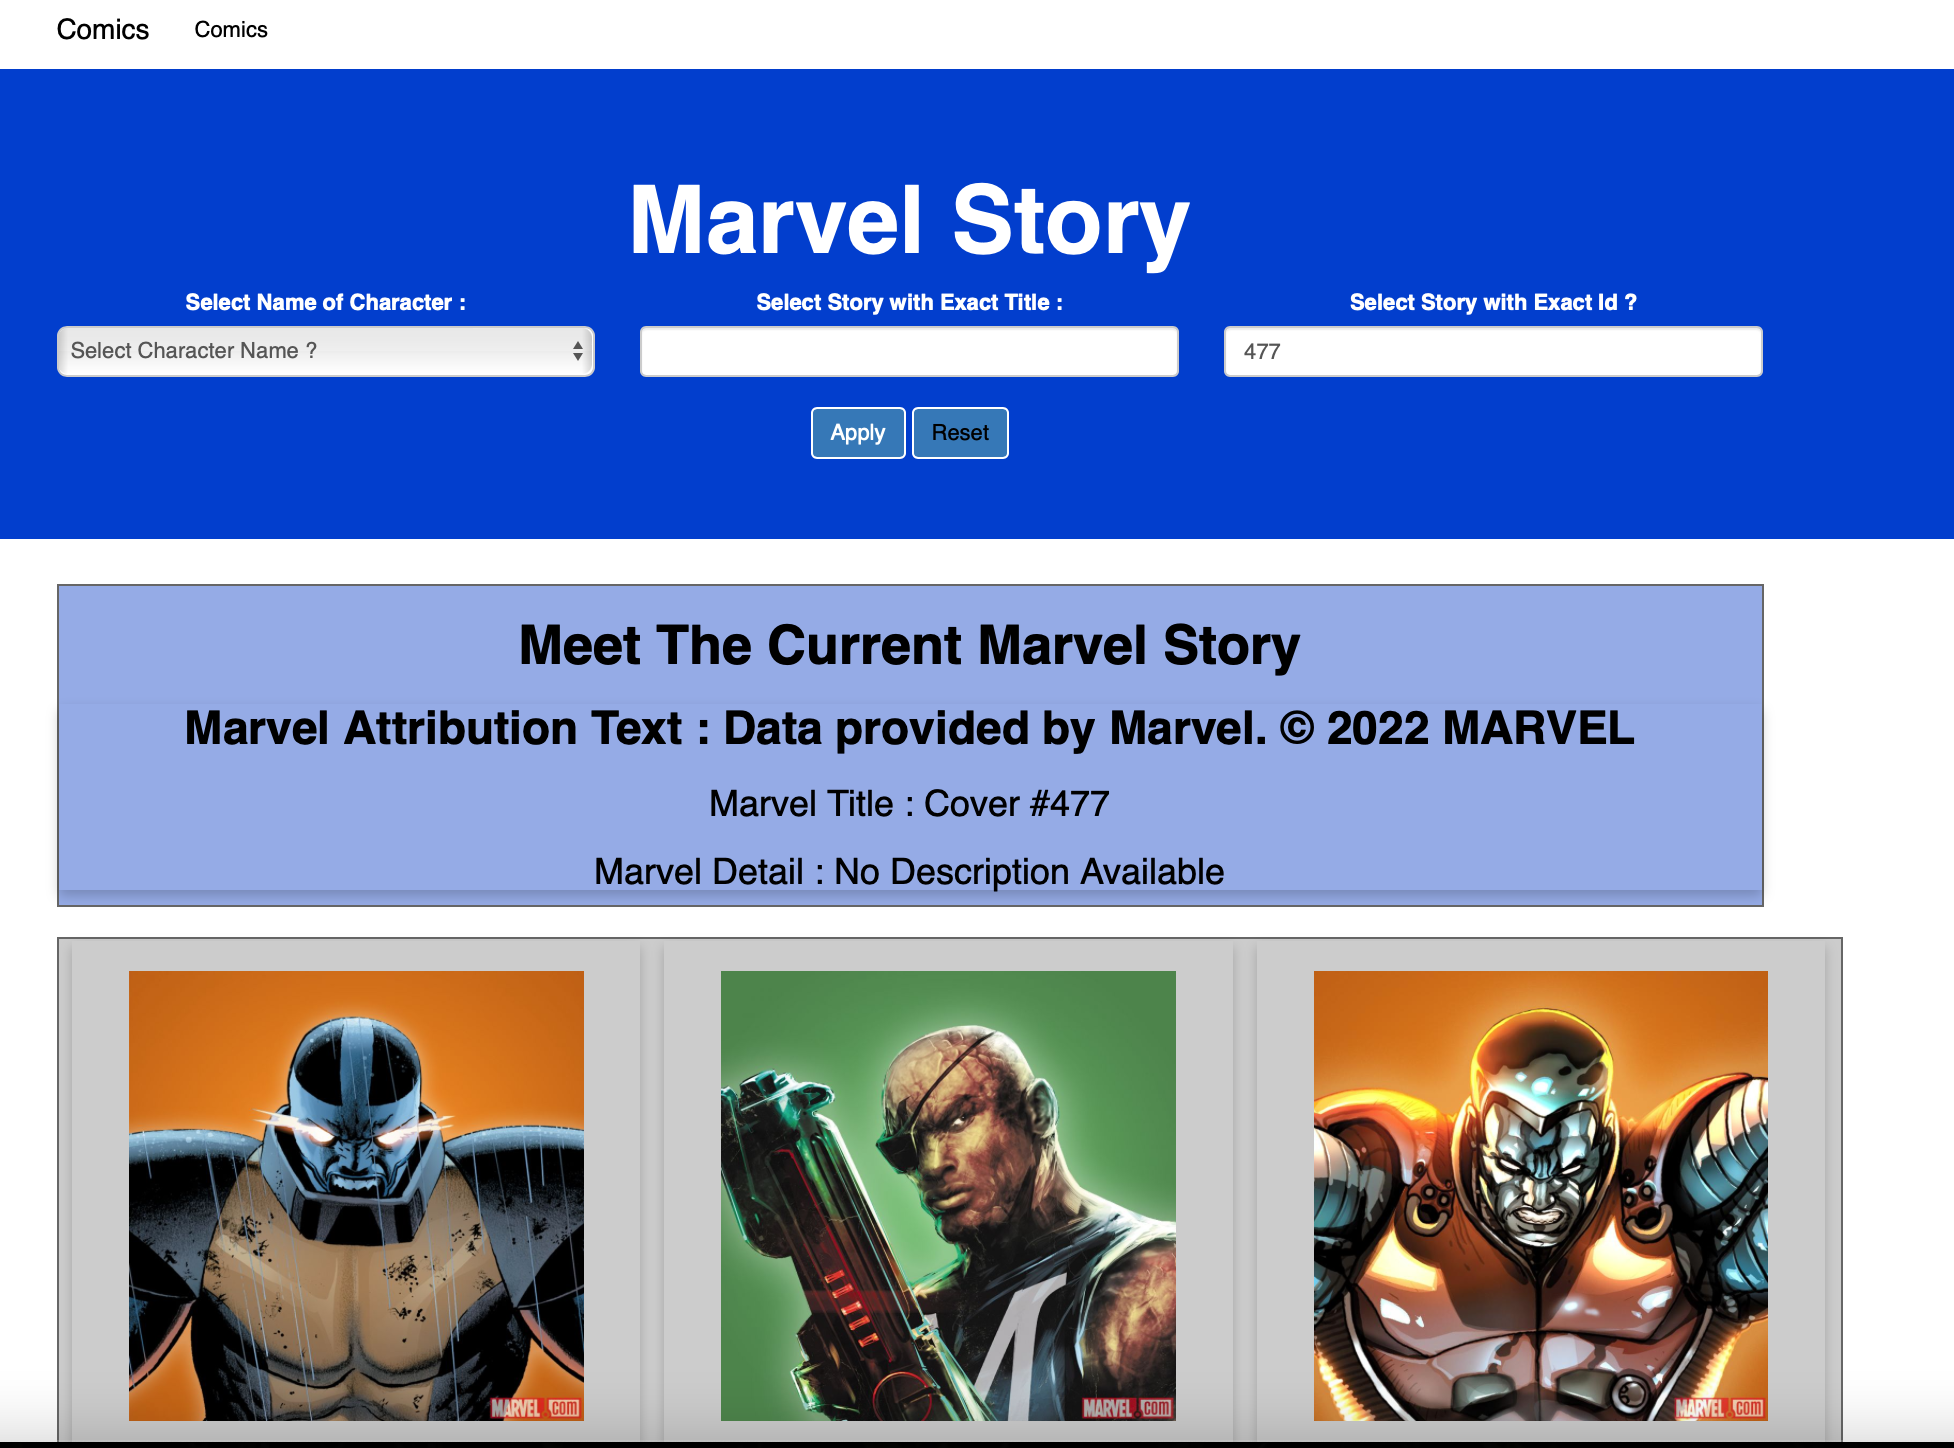 Comics Comics
Marvel Story
Select Name of Character :
Select Character Name ?
Select Story with Exact Title :
Select Story with Exact Id ?
477
Apply Reset
Meet The Current Marvel Story
Marvel Attribution Text : Data provided by Marvel. © 2022 MARVEL
Marvel Title : Cover #477
Marvel Detail : No Description Available
MARVEL.com
MARVEL.com
MARVEL.com